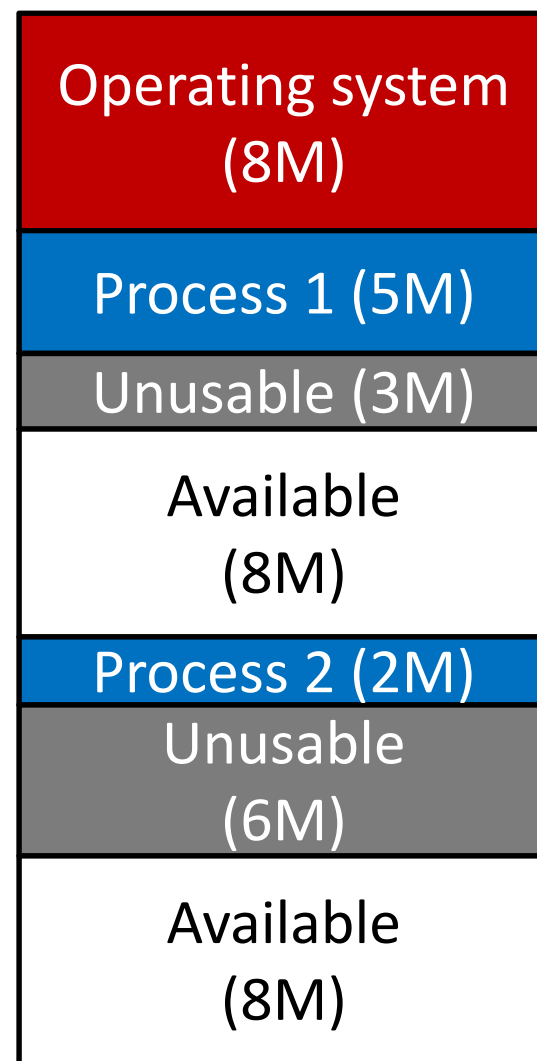 Operating system
(8M)
Process 1 (5M)
Unusable (3M)
Available
(8M)
Process 2 (2M)
Unusable
(6M)
Available
(8M)